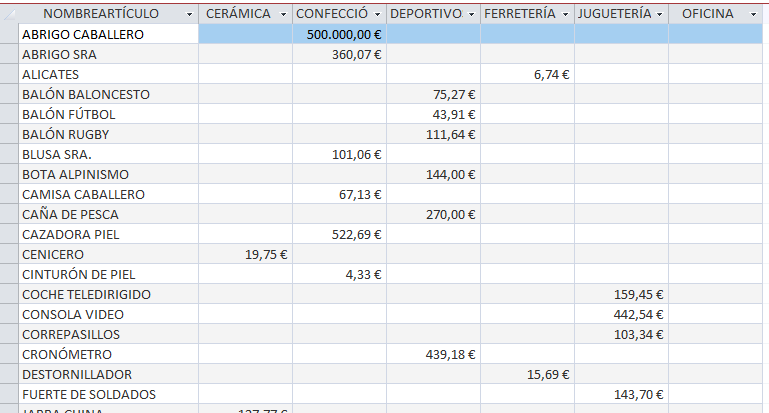 NOMBREARTÍCULO CERÁMICA CONFECCIÓ DEPORTIVO FERRETERÍA JUGUETERÍA OFICINA
ABRIGO CABALLERO 500.000,00 €
ABRIGO SRA 360,07 €
ALICATES 6,74 €
BALÓN BALONCESTO 75,27 €
BALÓN FÚTBOL 43,91 €
BALÓN RUGBY 111,64 €
BLUSA SRA. 101,06 €
BOTA ALPINISMO 144,00 €
CAMISA CABALLERO 67,13 €
CAÑA DE PESCA 270,00 €
CAZADORA PIEL 522,69 €
CENICERO 19,75 €
CINTURÓN DE PIEL 4,33 €
COCHE TELEDIRIGIDO 159,45 €
CONSOLA VIDEO 442,54 €
CORREPASILLOS 103,34 €
CRONÓMETRO 439,18 €
DESTORNILLADOR 15,69 €
FUERTE DE SOLDADOS 143,70 €
JARRA CHINA 127,77 €